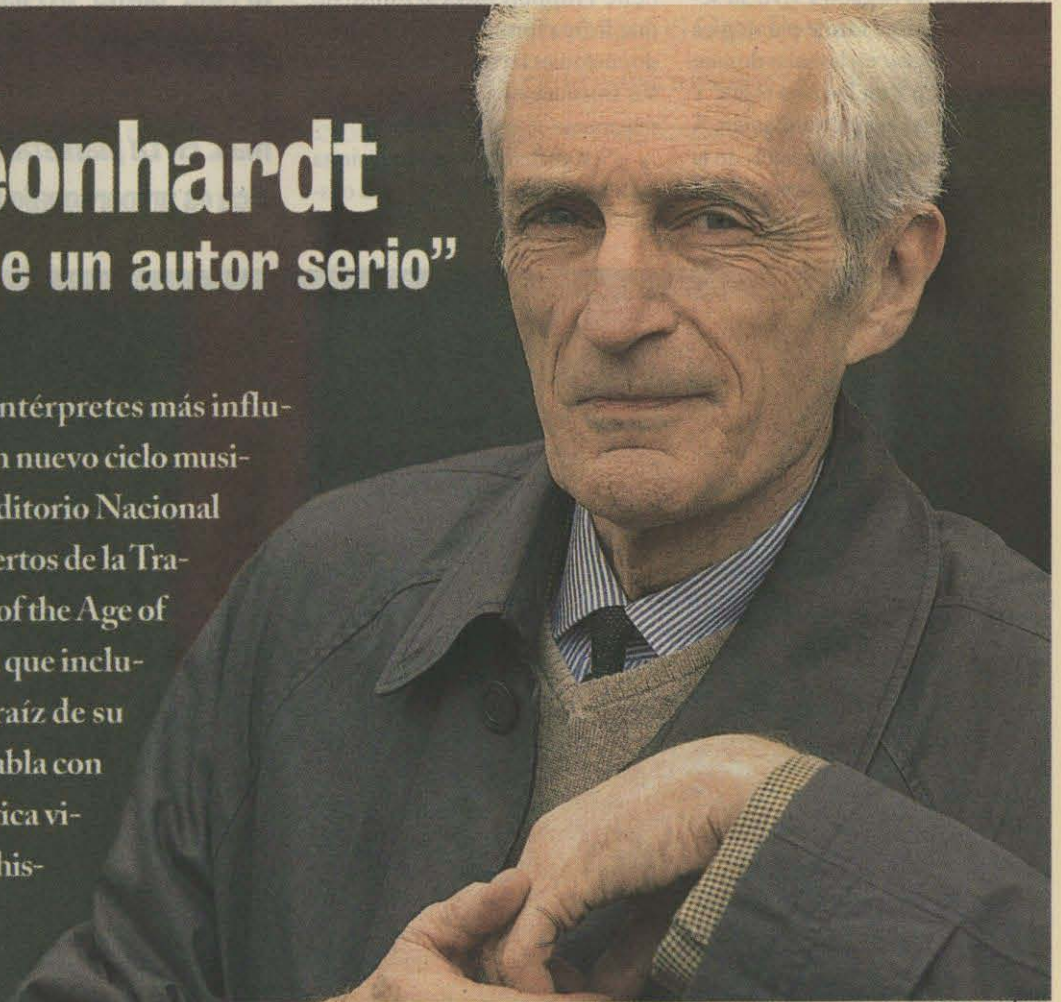 eonhardt
e un autor serio”
ntérpretes más influ-
n nuevo ciclo musi-
ditorio Nacional
ertos de la Tra-
of the Age of
que inclu-
raíz de su
abla con
ica vi-
his-